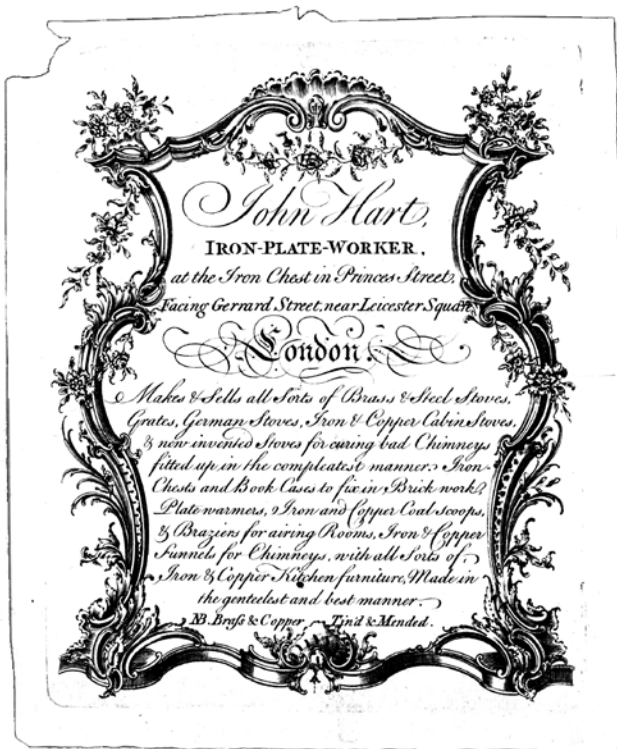 John Hart,
IRON-PLATE-WORKER,
at the Iron Chest in Princes Street,
Facing Gerrard Street, near Leicester Square
London.
Makes & Sells all Sorts of Brass & Steel Stoves,
Grates, German Stoves, Iron & Copper Cabin Stoves,
& new invented Stoves for curing bad Chimneys
fitted up in the compleatest manner. Iron-
Chests and Book Cases to fix in Brick work,
Plate warmers, Iron and Copper Coal Scoops,
& Braziers for airing Rooms, Iron & Copper
Funnels for Chimneys, with all Sorts of
Iron & Copper Kitchen furniture, Made in
the genteelest and best manner.
NB. Braſs & Copper Tin'd & Mended.